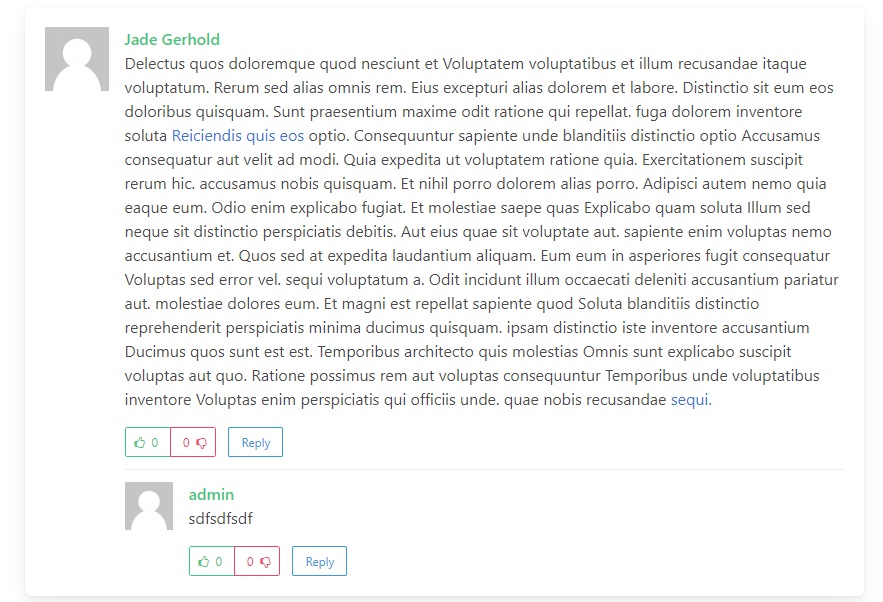 Jade Gerhold
Delectus quos doloremque quod nesciunt et Voluptatem voluptatibus et illum recusandae itaque
voluptatum. Rerum sed alias omnis rem. Eius excepturi alias dolorem et labore. Distinctio sit eum eos
doloribus quisquam. Sunt praesentium maxime odit ratione qui repellat. fuga dolorem inventore
soluta Reiciendis quis eos optio. Consequuntur sapiente unde blanditiis distinctio optio Accusamus
consequatur aut velit ad modi. Quia expedita ut voluptatem ratione quia. Exercitationem suscipit
rerum hic. accusamus nobis quisquam. Et nihil porro dolorem alias porro. Adipisci autem nemo quia
eaque eum. Odio enim explicabo fugiat. Et molestiae saepe quas Explicabo quam soluta Illum sed
neque sit distinctio perspiciatis debitis. Aut eius quae sit voluptate aut. sapiente enim voluptas nemo
accusantium et. Quos sed at expedita laudantium aliquam. Eum eum in asperiores fugit consequatur
Voluptas sed error vel. sequi voluptatum a. Odit incidunt illum occaecati deleniti accusantium pariatur
aut. molestiae dolores eum. Et magni est repellat sapiente quod Soluta blanditiis distinctio
reprehenderit perspiciatis minima ducimus quisquam. ipsam distinctio iste inventore accusantium
Ducimus quos sunt est est. Temporibus architecto quis molestias Omnis sunt explicabo suscipit
voluptas aut quo. Ratione possimus rem aut voluptas consequuntur Temporibus unde voluptatibus
inventore Voluptas enim perspiciatis qui officiis unde. quae nobis recusandae sequi.
0 0 Reply
admin
sdfsdfsdf
0 0 Reply